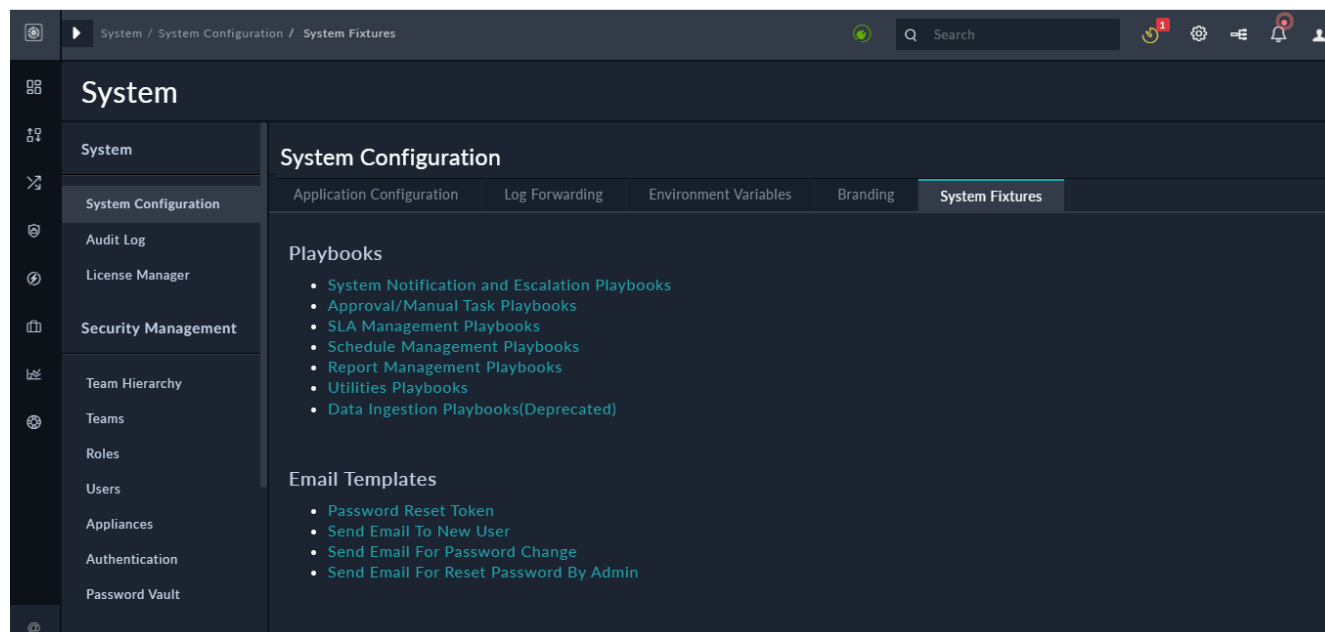 System / System Configuration / System Fixtures
Search
1
System
System
System Configuration
Audit Log
License Manager
Security Management
Team Hierarchy
Teams
Roles
Users
Appliances
Authentication
Password Vault
System Configuration
Application Configuration
Log Forwarding
Environment Variables
Branding
System Fixtures
Playbooks
System Notification and Escalation Playbooks
Approval/Manual Task Playbooks
SLA Management Playbooks
Schedule Management Playbooks
Report Management Playbooks
Utilities Playbooks
Data Ingestion Playbooks(Deprecated)
Email Templates
Password Reset Token
Send Email To New User
Send Email For Password Change
Send Email For Reset Password By Admin